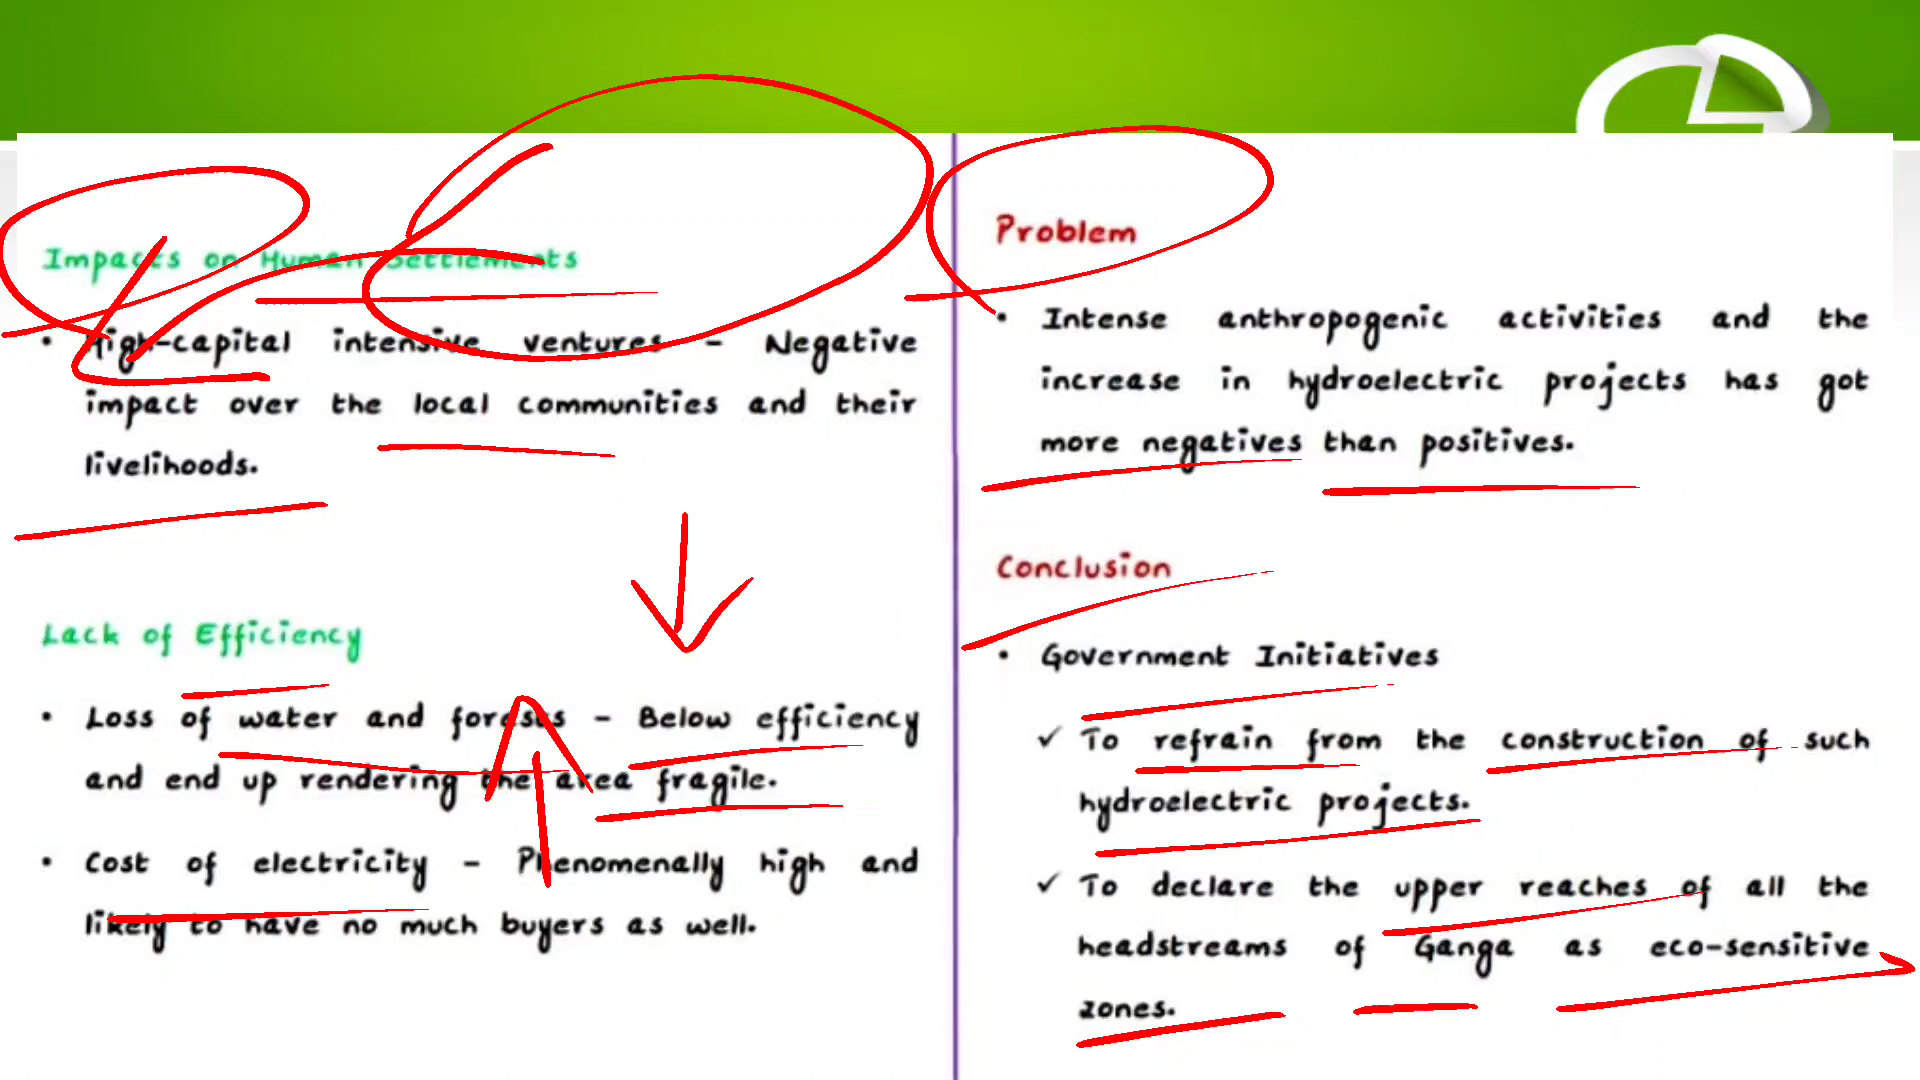 Impacts on Human Settlements
• High-capital intensive ventures – Negative
impact over the local communities and their
livelihoods.
Lack of Efficiency
• Loss of water and forests – Below efficiency
and end up rendering the area fragile.
• Cost of electricity – Phenomenally high and
likely to have no much buyers as well.
Problem
• Intense anthropogenic activities and the
increase in hydroelectric projects has got
more negatives than positives.
Conclusion
• Government Initiatives
✓ To refrain from the construction of such
hydroelectric projects.
✓ To declare the upper reaches of all the
headstreams of Ganga as eco-sensitive
zones.